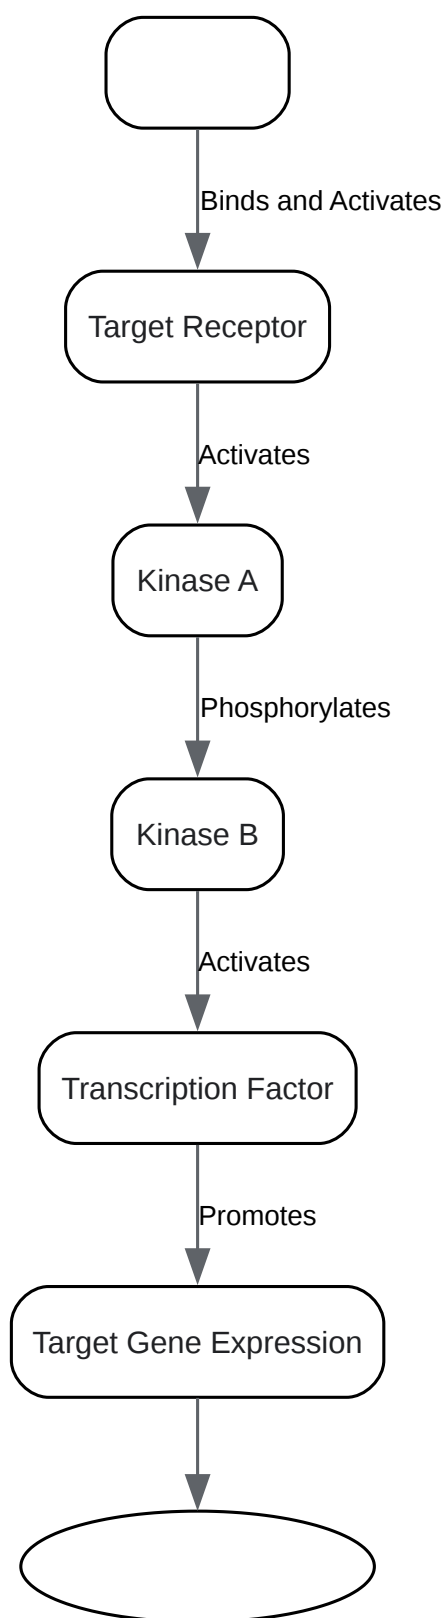 Binds and Activates
Target Receptor
Activates
Kinase A
Phosphorylates
Kinase B
Activates
Transcription Factor
Promotes
Target Gene Expression